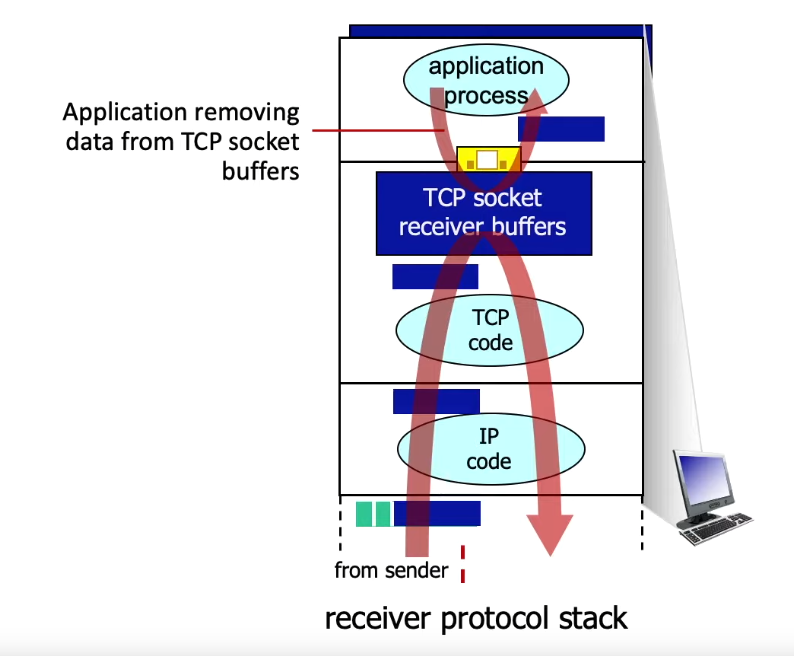 application
process
Application removing
data from TCP socket
buffers
TCP socket
receiver buffers
TCP
code
IP
code
from sender
receiver protocol stack